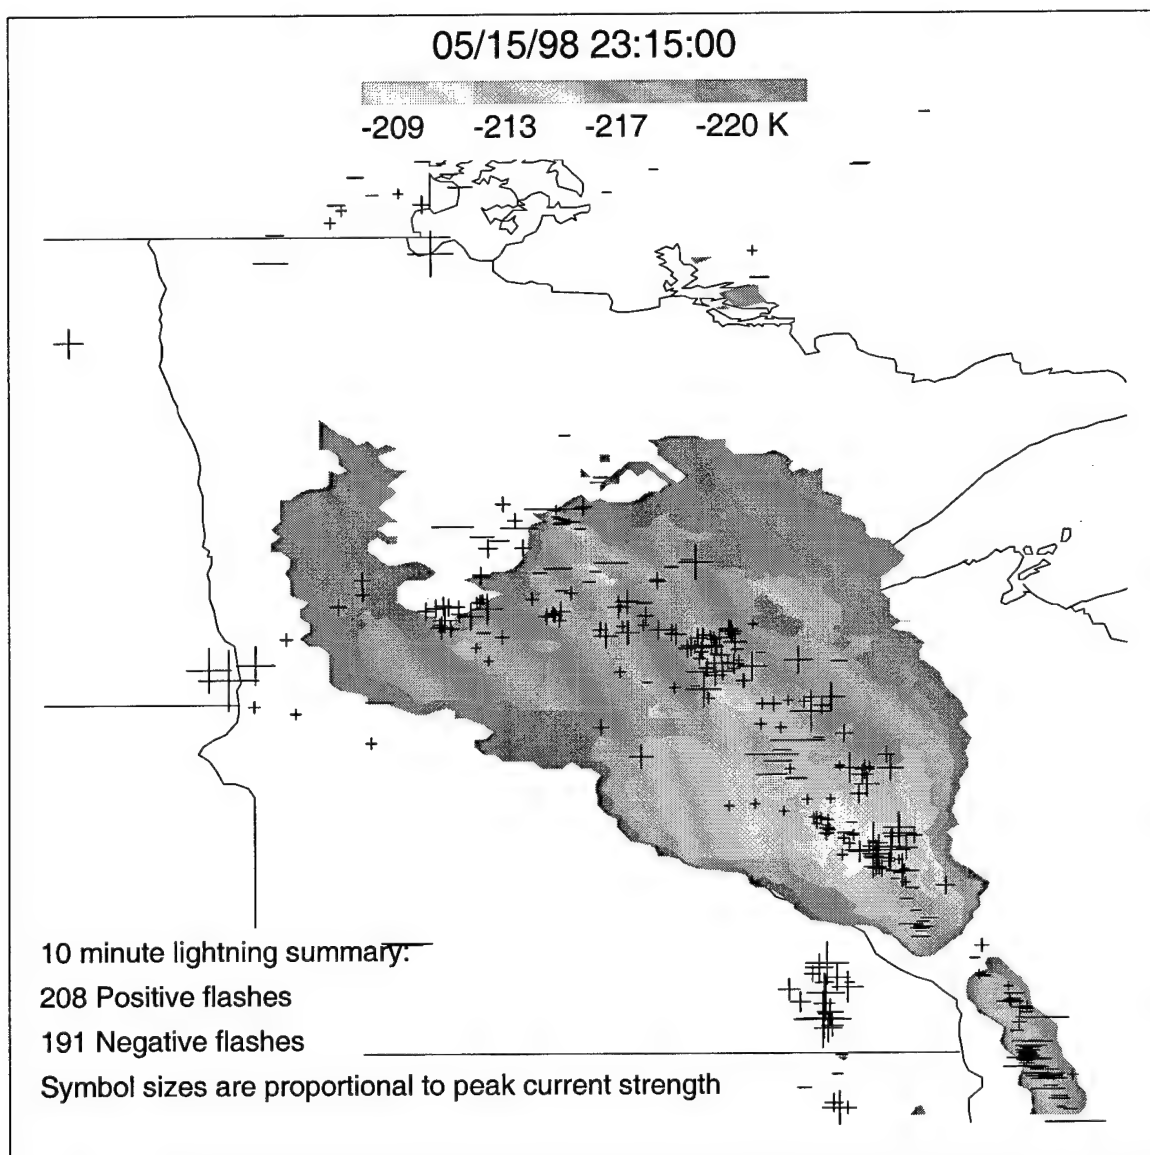 05/15/98 23:15:00
-209 -213 -217 -220 K
10 minute lightning summary:
208 Positive flashes
191 Negative flashes
Symbol sizes are proportional to peak current strength